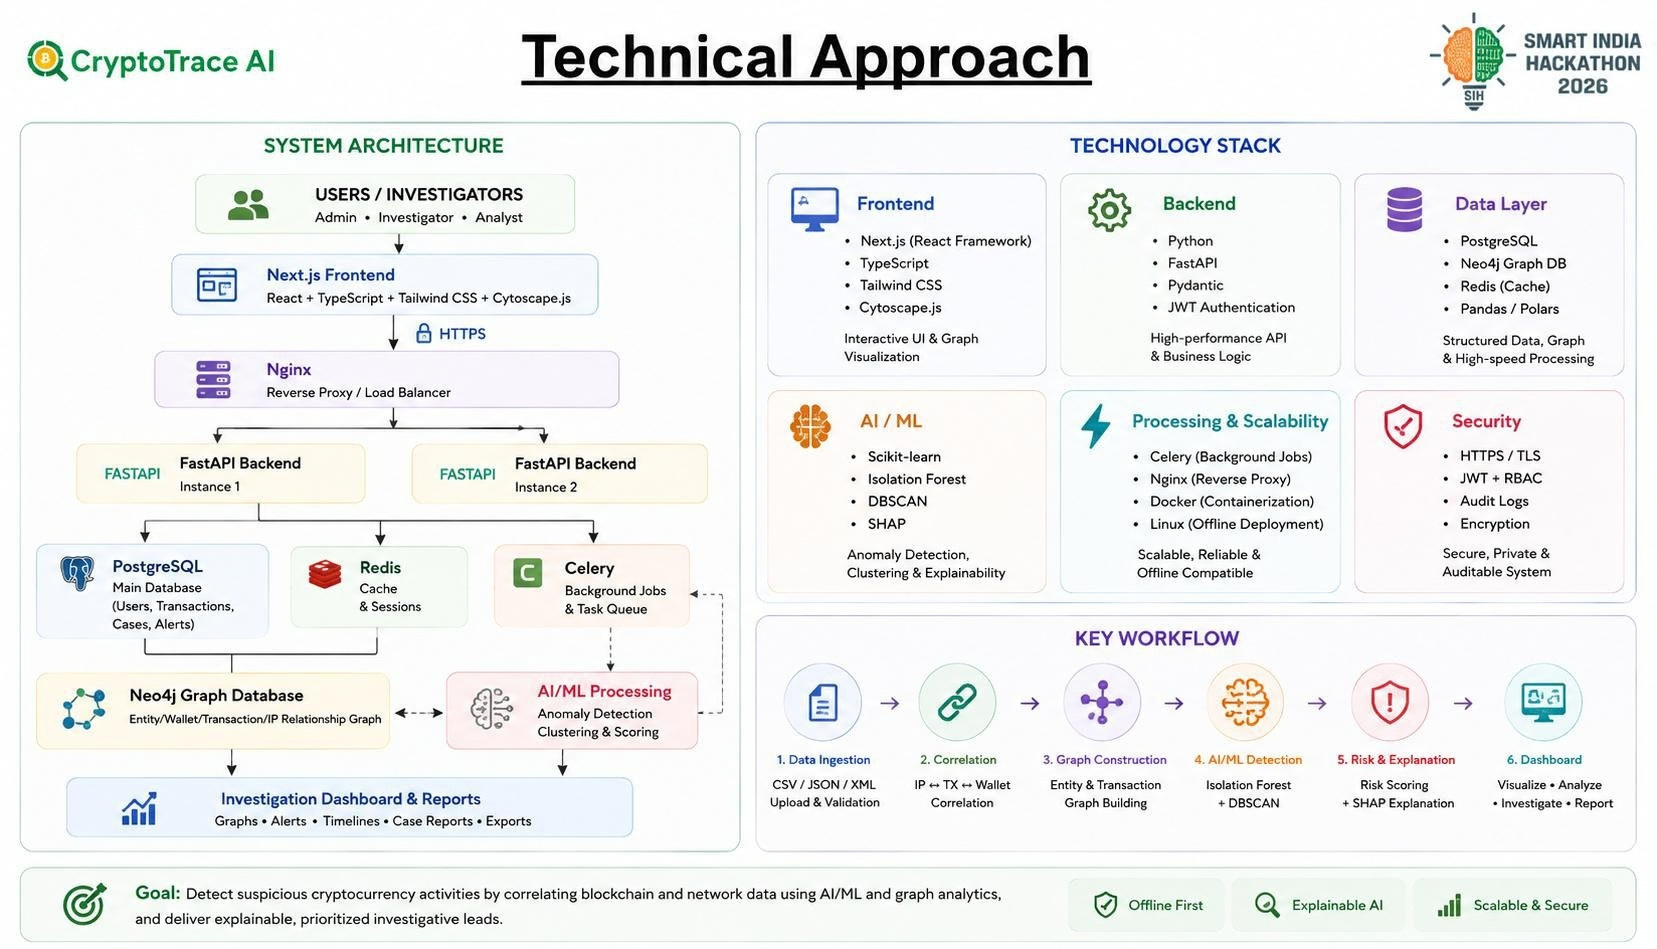 CryptoTrace AI
Technical Approach
SMART INDIA
HACKATHON
2026
SIH
SYSTEM ARCHITECTURE
USERS / INVESTIGATORS
Admin • Investigator • Analyst
Next.js Frontend
React + TypeScript + Tailwind CSS + Cytoscape.js
HTTPS
Nginx
Reverse Proxy / Load Balancer
FASTAPI
FastAPI Backend
Instance 1
FASTAPI
FastAPI Backend
Instance 2
PostgreSQL
Main Database
(Users, Transactions,
Cases, Alerts)
Redis
Cache
& Sessions
C
Celery
Background Jobs
& Task Queue
Neo4j Graph Database
Entity/Wallet/Transaction/IP Relationship Graph
AI/ML Processing
Anomaly Detection
Clustering & Scoring
Investigation Dashboard & Reports
Graphs • Alerts • Timelines • Case Reports • Exports
TECHNOLOGY STACK
Frontend
• Next.js (React Framework)
• TypeScript
• Tailwind CSS
• Cytoscape.js
Interactive UI & Graph
Visualization
Backend
• Python
• FastAPI
• Pydantic
• JWT Authentication
High-performance API
& Business Logic
Data Layer
• PostgreSQL
• Neo4j Graph DB
• Redis (Cache)
• Pandas / Polars
Structured Data, Graph
& High-speed Processing
AI / ML
• Scikit-learn
• Isolation Forest
• DBSCAN
• SHAP
Anomaly Detection,
Clustering & Explainability
Processing & Scalability
• Celery (Background Jobs)
• Nginx (Reverse Proxy)
• Docker (Containerization)
• Linux (Offline Deployment)
Scalable, Reliable &
Offline Compatible
Security
• HTTPS / TLS
• JWT + RBAC
• Audit Logs
• Encryption
Secure, Private &
Auditable System
KEY WORKFLOW
1. Data Ingestion
CSV / JSON / XML
Upload & Validation
2. Correlation
IP ↔ TX ↔ Wallet
Correlation
3. Graph Construction
Entity & Transaction
Graph Building
4. AI/ML Detection
Isolation Forest
+ DBSCAN
5. Risk & Explanation
Risk Scoring
+ SHAP Explanation
6. Dashboard
Visualize • Analyze
• Investigate • Report
Goal: Detect suspicious cryptocurrency activities by correlating blockchain and network data using AI/ML and graph analytics,
and deliver explainable, prioritized investigative leads.
Offline First
Explainable AI
Scalable & Secure